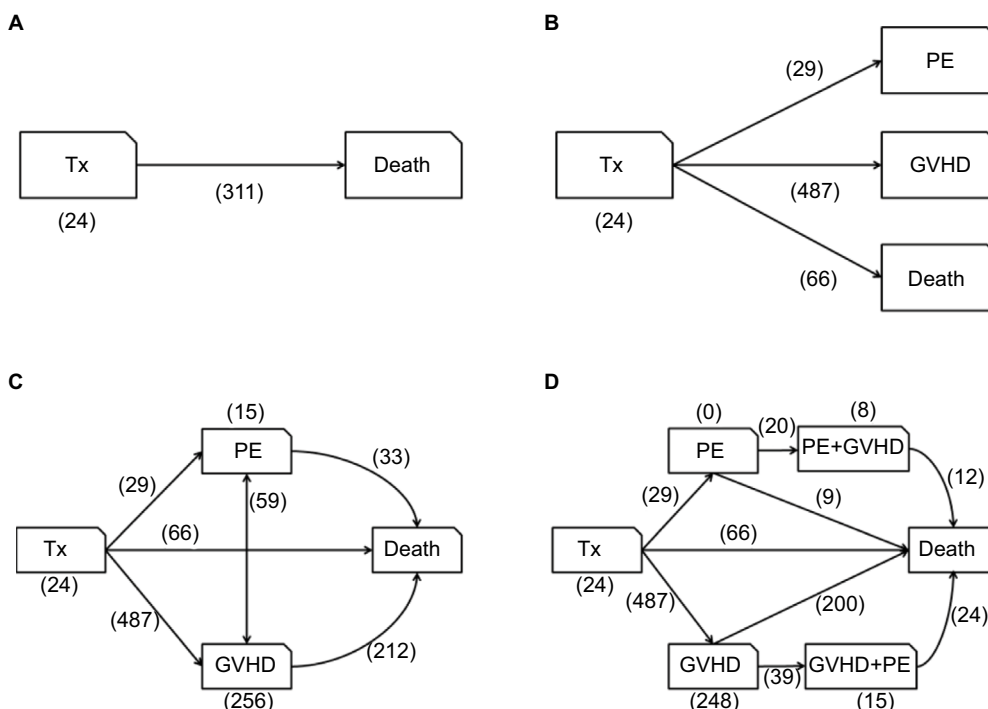 A
Tx
(24)
(311)
Death
B
Tx
(24)
(29)
PE
(487)
GVHD
(66)
Death
C
(15)
PE
(33)
(29)
(59)
Tx
(66)
Death
(24)
(487)
(212)
GVHD
(256)
D
(0)
(20)
(8)
PE
PE+GVHD
(29)
(9)
(12)
Tx
(66)
Death
(24)
(487)
(200)
(24)
GVHD
(39)
GVHD+PE
(248)
(15)